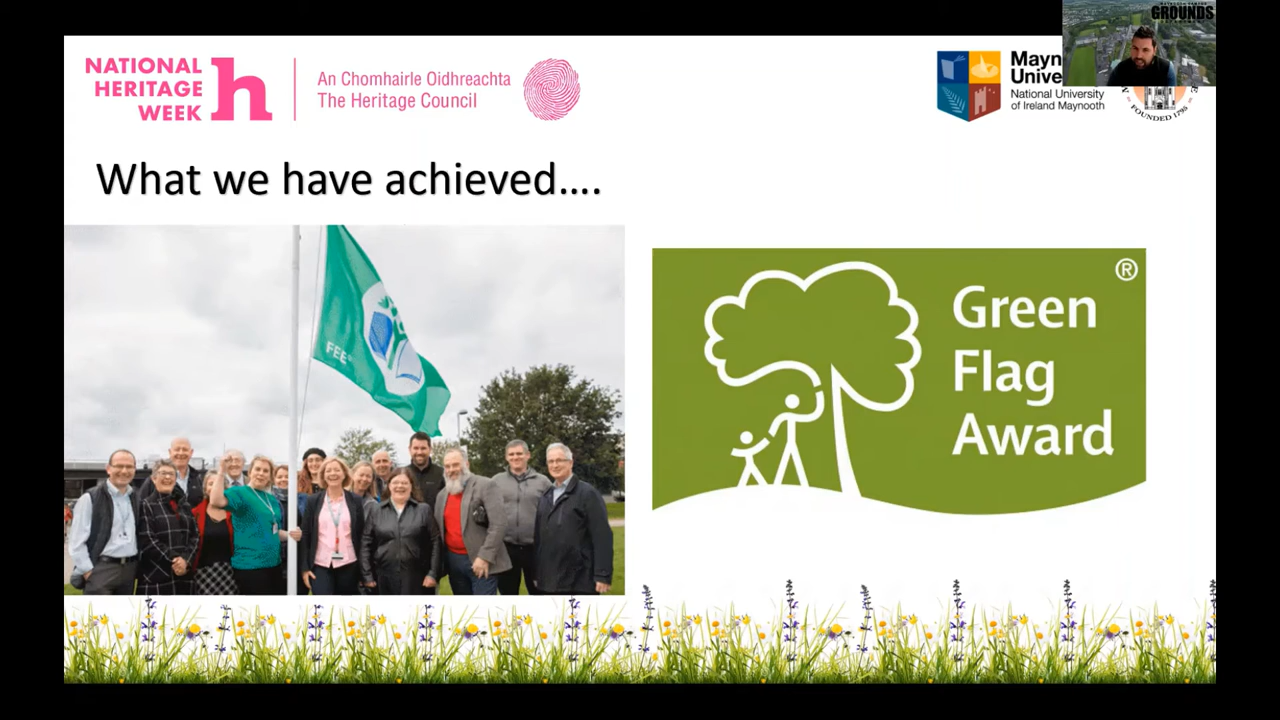 GROUNDS
NATIONAL
HERITAGE
WEEK
h
An Chomhairle Oidhreachta
The Heritage Council
Mayn
Unive
National University
of Ireland Maynooth
FOUNDED 1795
What we have achieved....
FEE
®
Green
Flag
Award